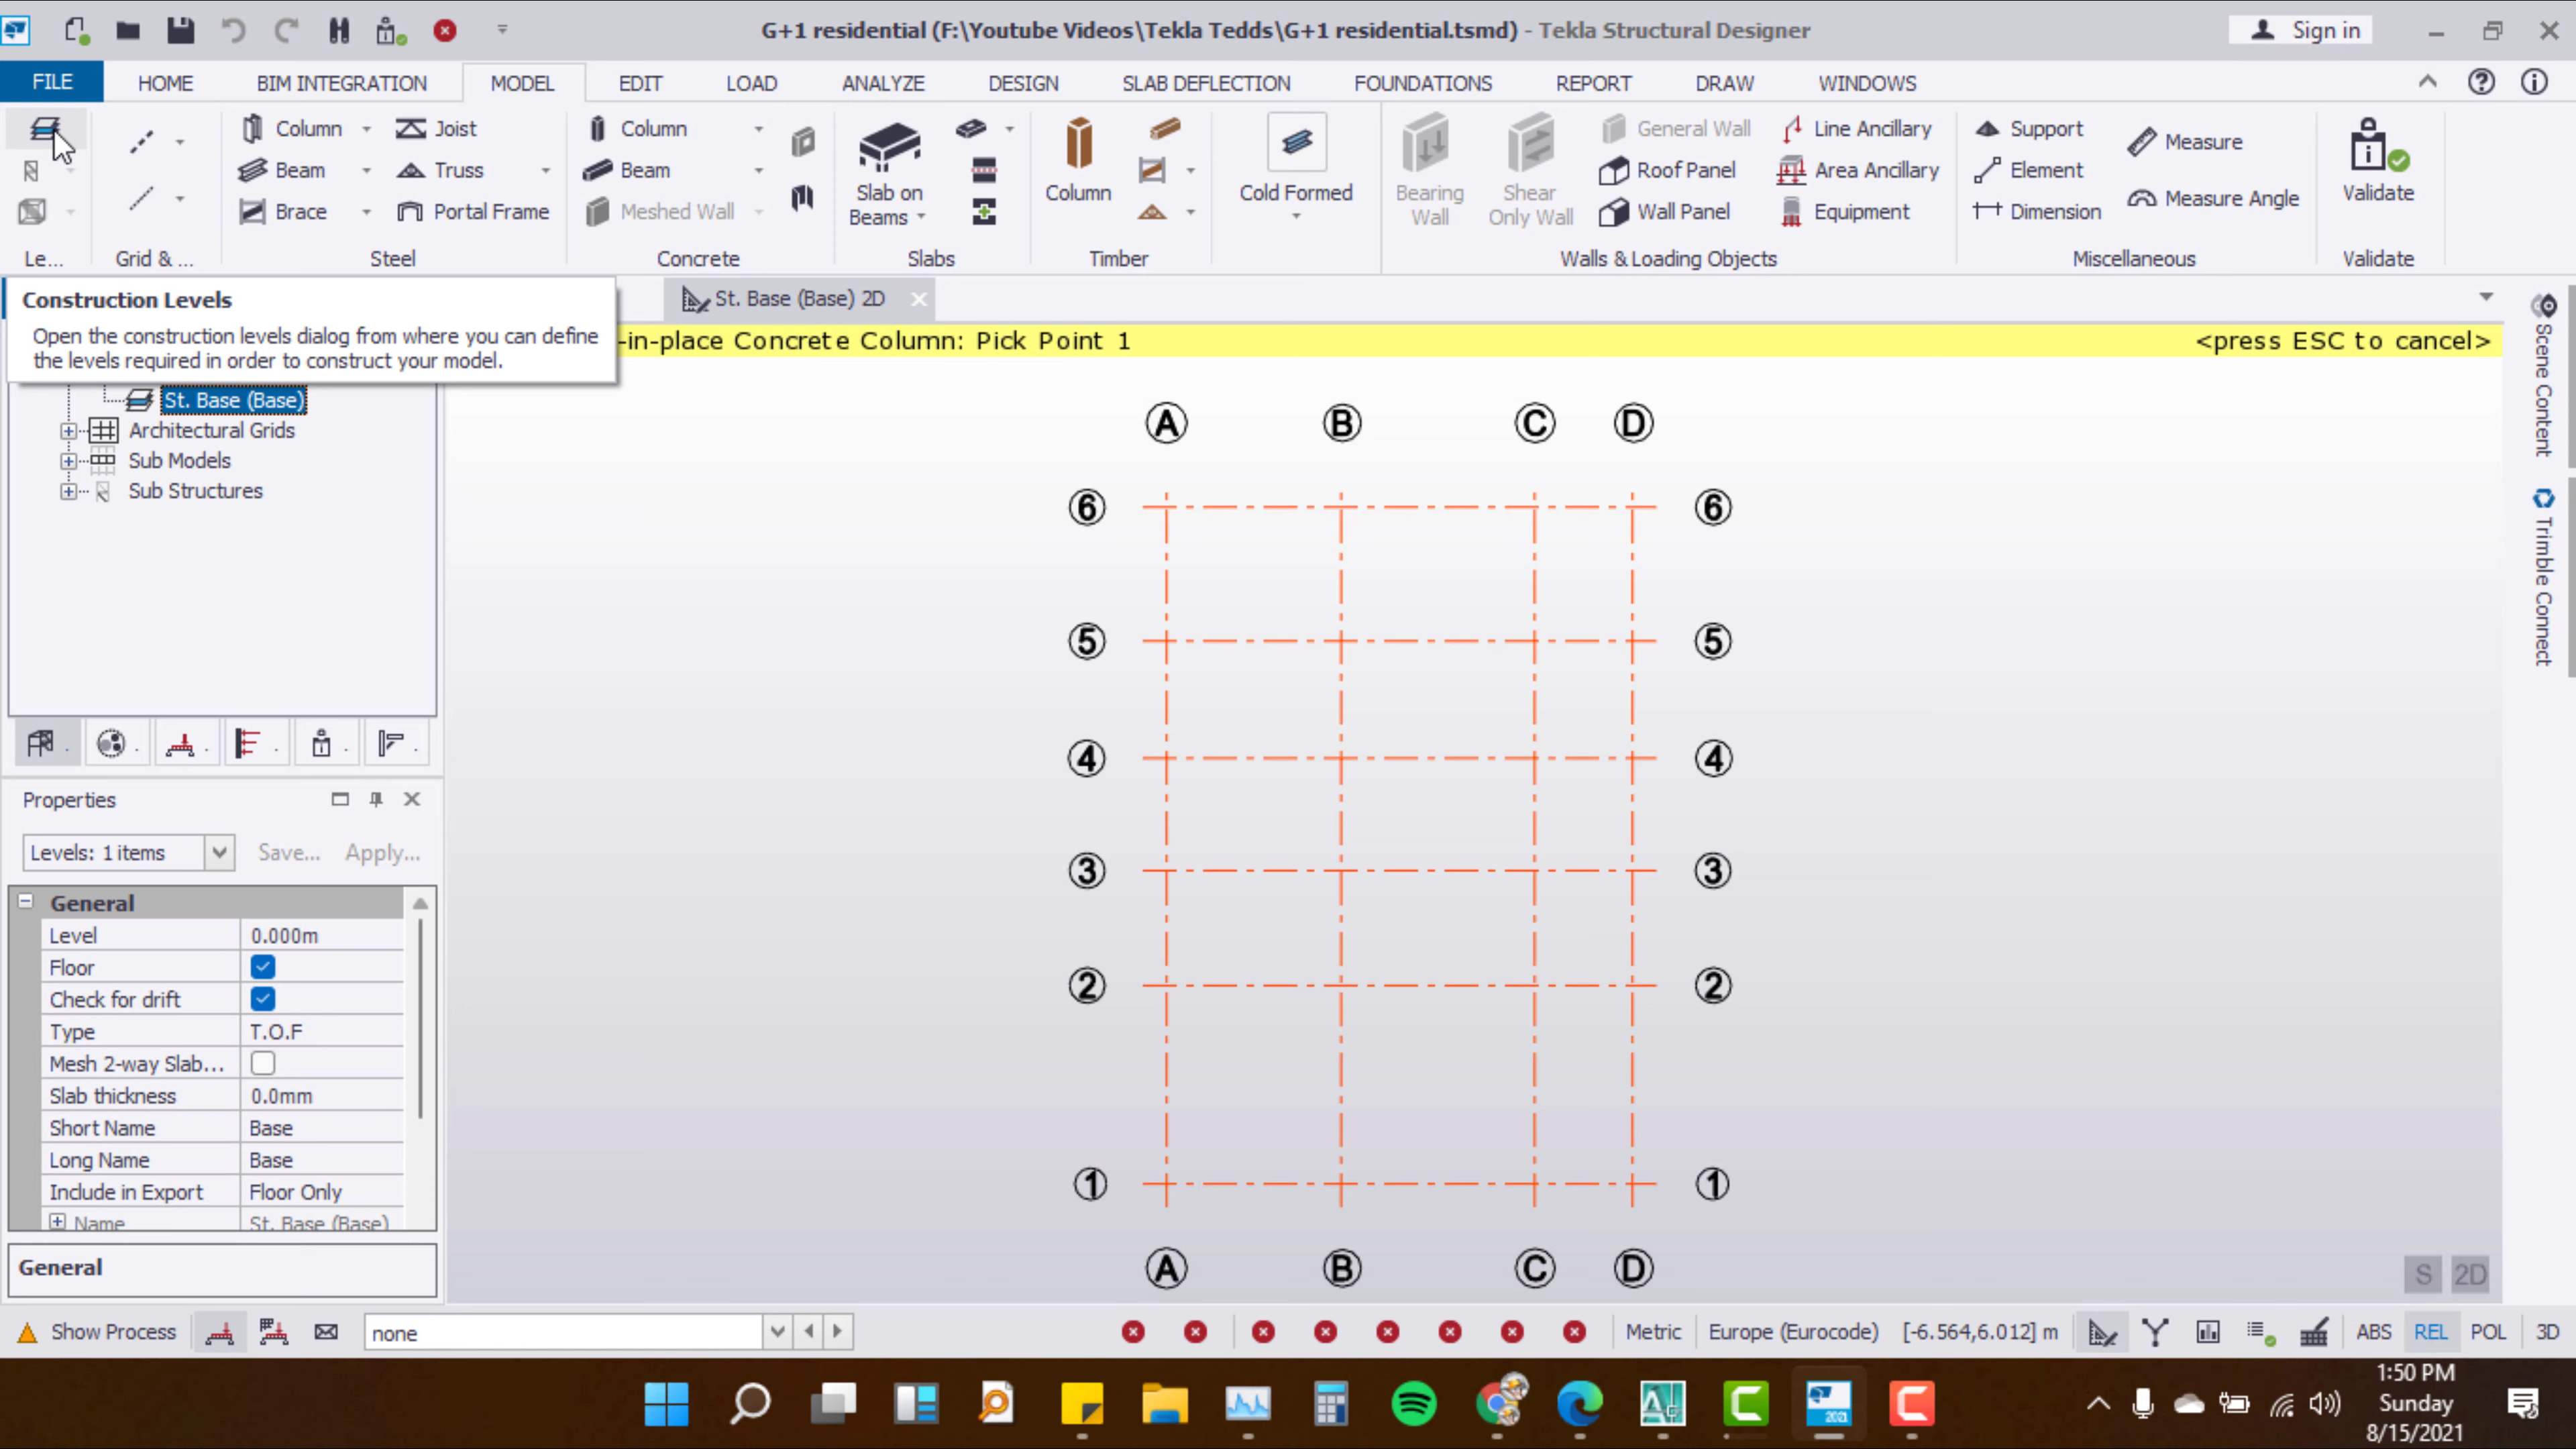 G+1 residential (F:\Youtube Videos\Tekla Tedds\G+1 residential.tsmd) - Tekla Structural Designer
Sign in
FILE HOME BIM INTEGRATION MODEL EDIT LOAD ANALYZE DESIGN SLAB DEFLECTION FOUNDATIONS REPORT DRAW WINDOWS
Column Joist Column General Wall Line Ancillary Support
Measure
Beam Truss Beam Roof Panel Area Ancillary Element
Slab on Beams
Column
Cold Formed
Bearing Wall
Shear Only Wall
Validate
Measure Angle
Brace Portal Frame Meshed Wall Wall Panel Equipment Dimension
Le... Grid & ... Steel Concrete Slabs Timber Walls & Loading Objects Miscellaneous Validate
Construction Levels
Open the construction levels dialog from where you can define
the levels required in order to construct your model.
St. Base (Base) 2D
-in-place Concrete Column: Pick Point 1
<press ESC to cancel>
Scene Content
Trimble Connect
St. Base (Base)
Architectural Grids
Sub Models
Sub Structures
A B C D
6 6
5 5
4 4
3 3
2 2
1 1
A B C D
Properties
Levels: 1 items Save... Apply...
General
Level 0.000m
Floor
Check for drift
Type T.O.F
Mesh 2-way Slab...
Slab thickness 0.0mm
Short Name Base
Long Name Base
Include in Export Floor Only
Name St. Base (Base)
General
S 2D
Show Process none Metric Europe (Eurocode) [-6.564,6.012] m ABS REL POL 3D
2021
1:50 PM
Sunday
8/15/2021